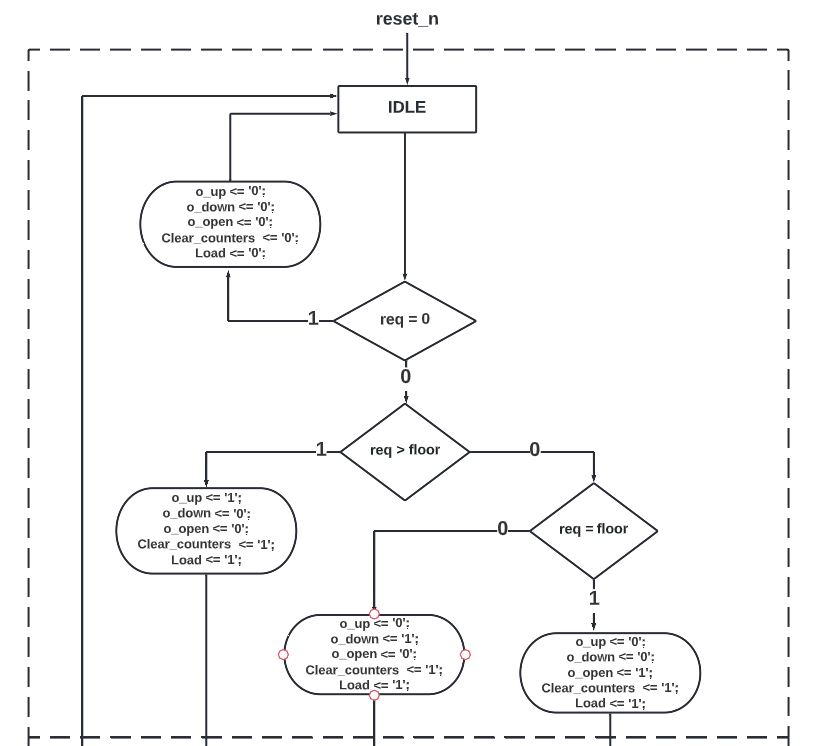 reset_n
IDLE
o_up <= '0';
o_down <= '0';
o_open <= '0';
Clear_counters <= '0';
Load <= '0';
1
req = 0
0
1
req > floor
0
o_up <= '1';
o_down <= '0';
o_open <= '0';
Clear_counters <= '1';
Load <= '1';
0
req = floor
1
o_up <= '0';
o_down <= '1';
o_open <= '0';
Clear_counters <= '1';
Load <= '1';
o_up <= '0';
o_down <= '0';
o_open <= '1';
Clear_counters <= '1';
Load <= '1';